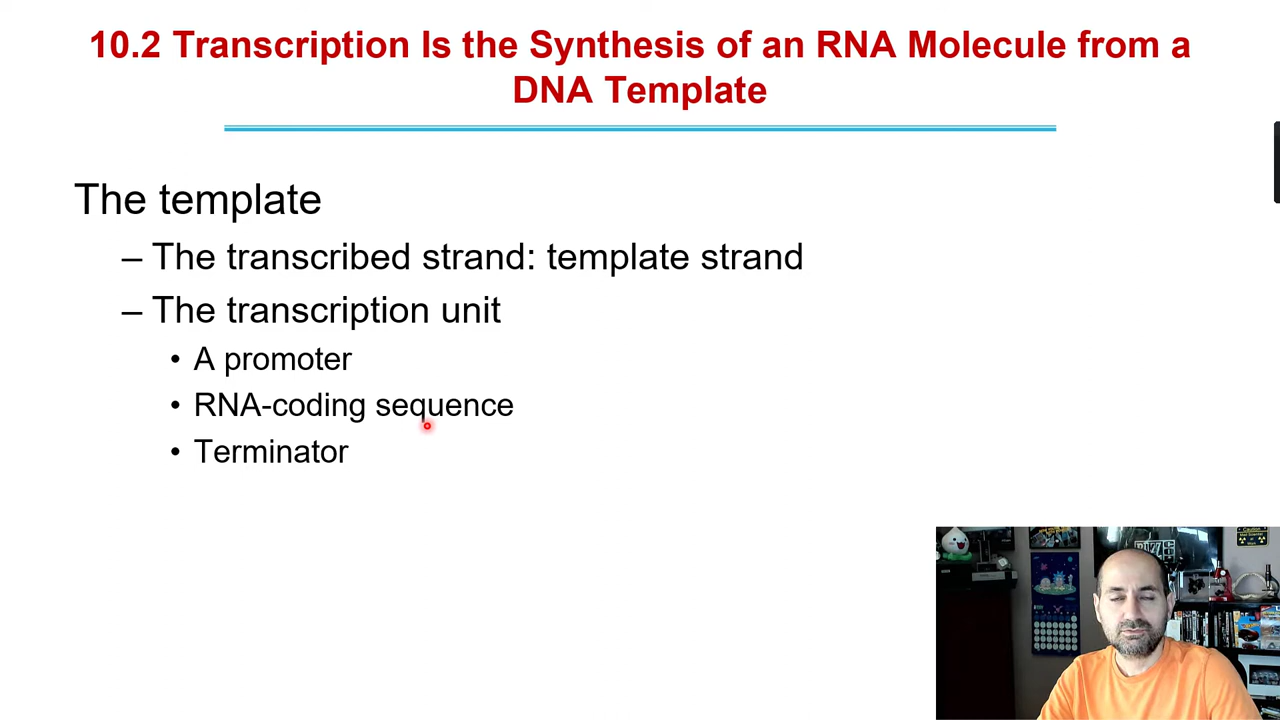 10.2 Transcription Is the Synthesis of an RNA Molecule from a
DNA Template
The template
– The transcribed strand: template strand
– The transcription unit
• A promoter
• RNA-coding sequence
• Terminator